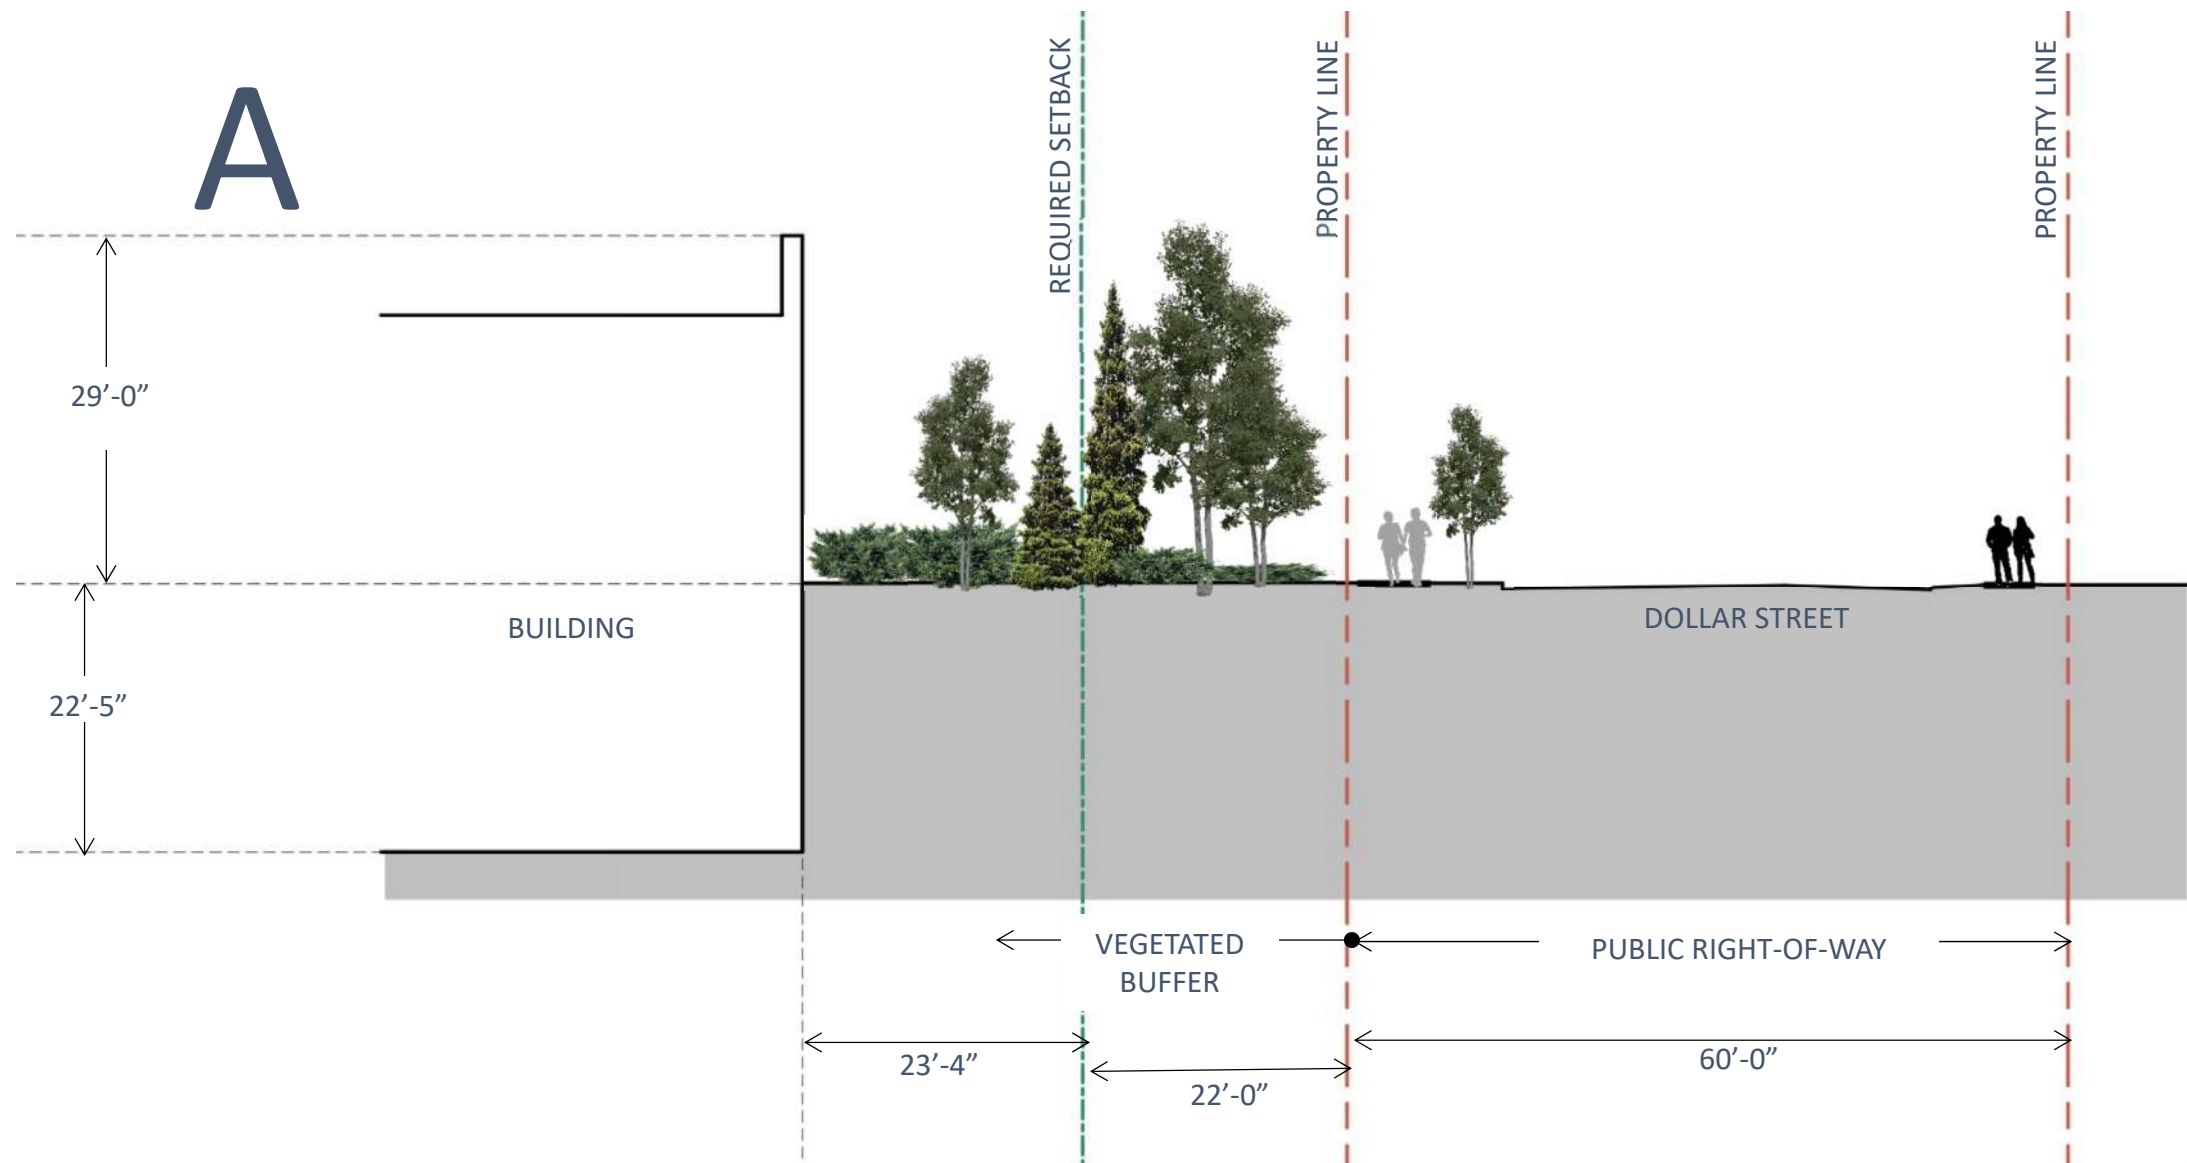 A
REQUIRED SETBACK
PROPERTY LINE
PROPERTY LINE
29’-0”
BUILDING
DOLLAR STREET
22’-5”
VEGETATED
BUFFER
PUBLIC RIGHT-OF-WAY
23’-4”
22’-0”
60’-0”